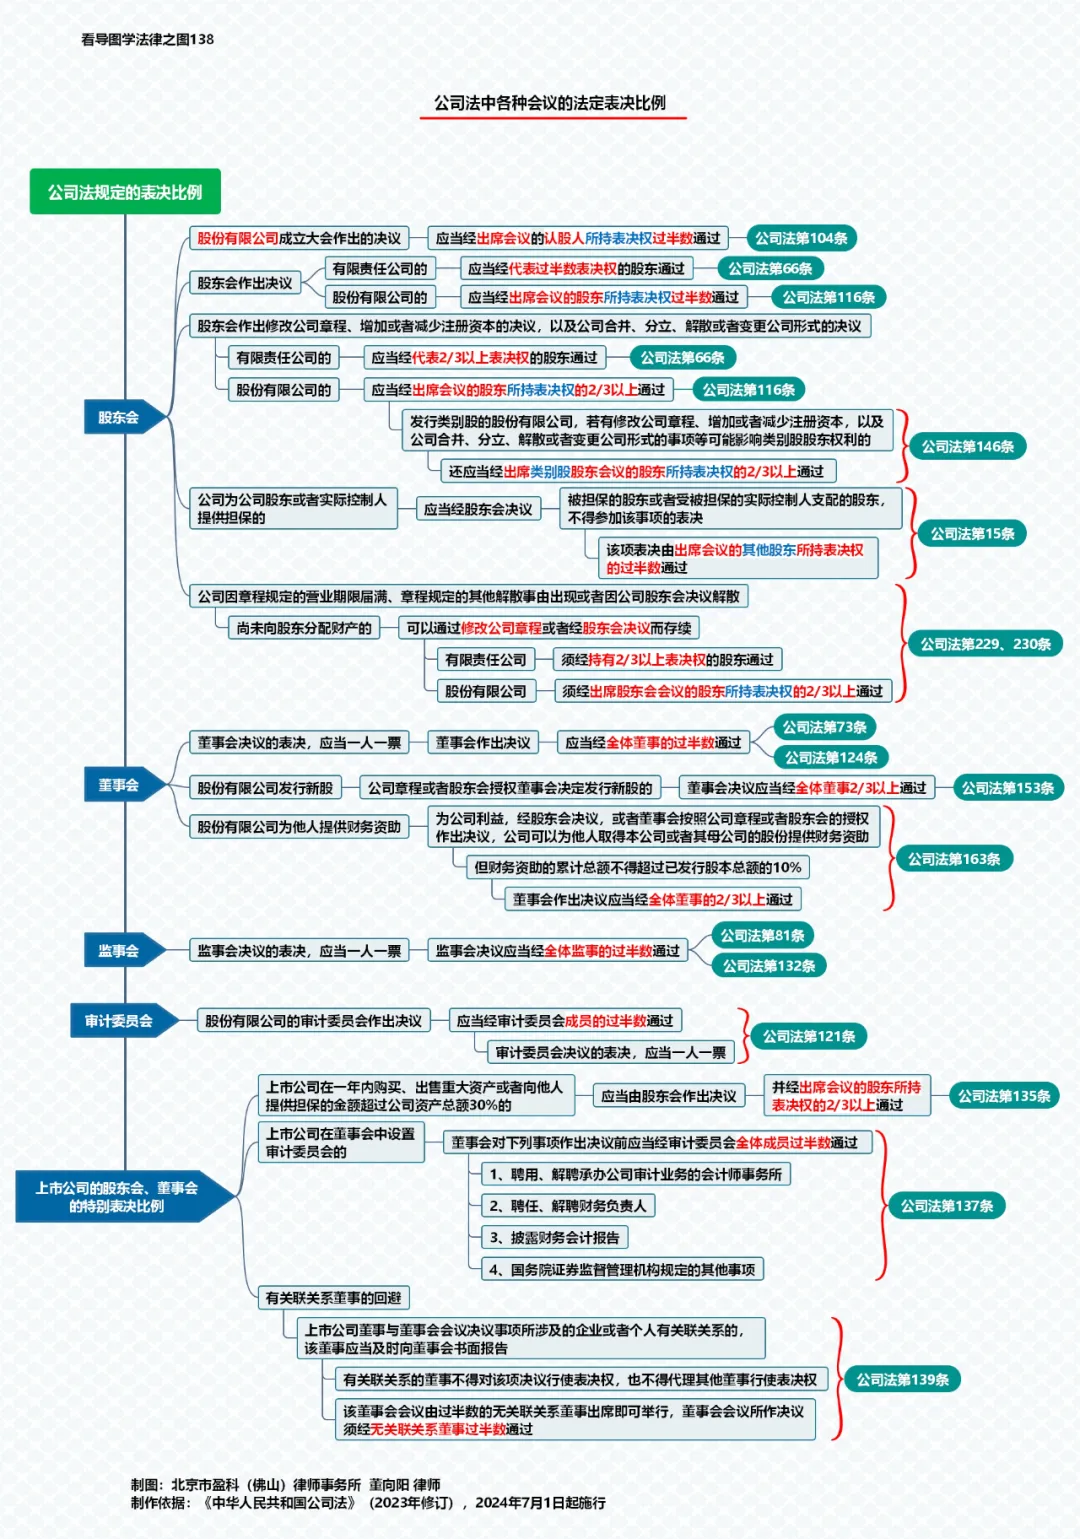 看导图学法律之图138
公司法中各种会议的法定表决比例
公司法规定的表决比例
股东会
股份有限公司成立大会作出的决议
应当经出席会议的认股人所持表决权过半数通过
公司法第104条
股东会作出决议
有限责任公司的
应当经代表过半数表决权的股东通过
公司法第66条
股份有限公司的
应当经出席会议的股东所持表决权过半数通过
公司法第116条
股东会作出修改公司章程、增加或者减少注册资本的决议，以及公司合并、分立、解散或者变更公司形式的决议
有限责任公司的
应当经代表2/3以上表决权的股东通过
公司法第66条
股份有限公司的
应当经出席会议的股东所持表决权的2/3以上通过
公司法第116条
发行类别股的股份有限公司，若有修改公司章程、增加或者减少注册资本，以及
公司合并、分立、解散或者变更公司形式的事项等可能影响类别股股东权利的
还应当经出席类别股股东会议的股东所持表决权的2/3以上通过
公司法第146条
公司为公司股东或者实际控制人
提供担保的
应当经股东会决议
被担保的股东或者受被担保的实际控制人支配的股东，
不得参加该事项的表决
该项表决由出席会议的其他股东所持表决权
的过半数通过
公司法第15条
公司因章程规定的营业期限届满、章程规定的其他解散事由出现或者因公司股东会决议解散
尚未向股东分配财产的
可以通过修改公司章程或者经股东会决议而存续
有限责任公司
须经持有2/3以上表决权的股东通过
股份有限公司
须经出席股东会会议的股东所持表决权的2/3以上通过
公司法第229、230条
董事会
董事会决议的表决，应当一人一票
董事会作出决议
应当经全体董事的过半数通过
公司法第73条
公司法第124条
股份有限公司发行新股
公司章程或者股东会授权董事会决定发行新股的
董事会决议应当经全体董事2/3以上通过
公司法第153条
股份有限公司为他人提供财务资助
为公司利益，经股东会决议，或者董事会按照公司章程或者股东会的授权
作出决议，公司可以为他人取得本公司或者其母公司的股份提供财务资助
但财务资助的累计总额不得超过已发行股本总额的10%
董事会作出决议应当经全体董事的2/3以上通过
公司法第163条
监事会
监事会决议的表决，应当一人一票
监事会决议应当经全体监事的过半数通过
公司法第81条
公司法第132条
审计委员会
股份有限公司的审计委员会作出决议
应当经审计委员会成员的过半数通过
审计委员会决议的表决，应当一人一票
公司法第121条
上市公司的股东会、董事会
的特别表决比例
上市公司在一年内购买、出售重大资产或者向他人
提供担保的金额超过公司资产总额30%的
应当由股东会作出决议
并经出席会议的股东所持
表决权的2/3以上通过
公司法第135条
上市公司在董事会中设置
审计委员会的
董事会对下列事项作出决议前应当经审计委员会全体成员过半数通过
1、聘用、解聘承办公司审计业务的会计师事务所
2、聘任、解聘财务负责人
3、披露财务会计报告
4、国务院证券监督管理机构规定的其他事项
公司法第137条
有关联关系董事的回避
上市公司董事与董事会会议决议事项所涉及的企业或者个人有关联关系的，
该董事应当及时向董事会书面报告
有关联关系的董事不得对该项决议行使表决权，也不得代理其他董事行使表决权
该董事会会议由过半数的无关联关系董事出席即可举行，董事会会议所作决议
须经无关联关系董事过半数通过
公司法第139条
制图：北京市盈科（佛山）律师事务所 董向阳 律师
制作依据：《中华人民共和国公司法》（2023年修订），2024年7月1日起施行